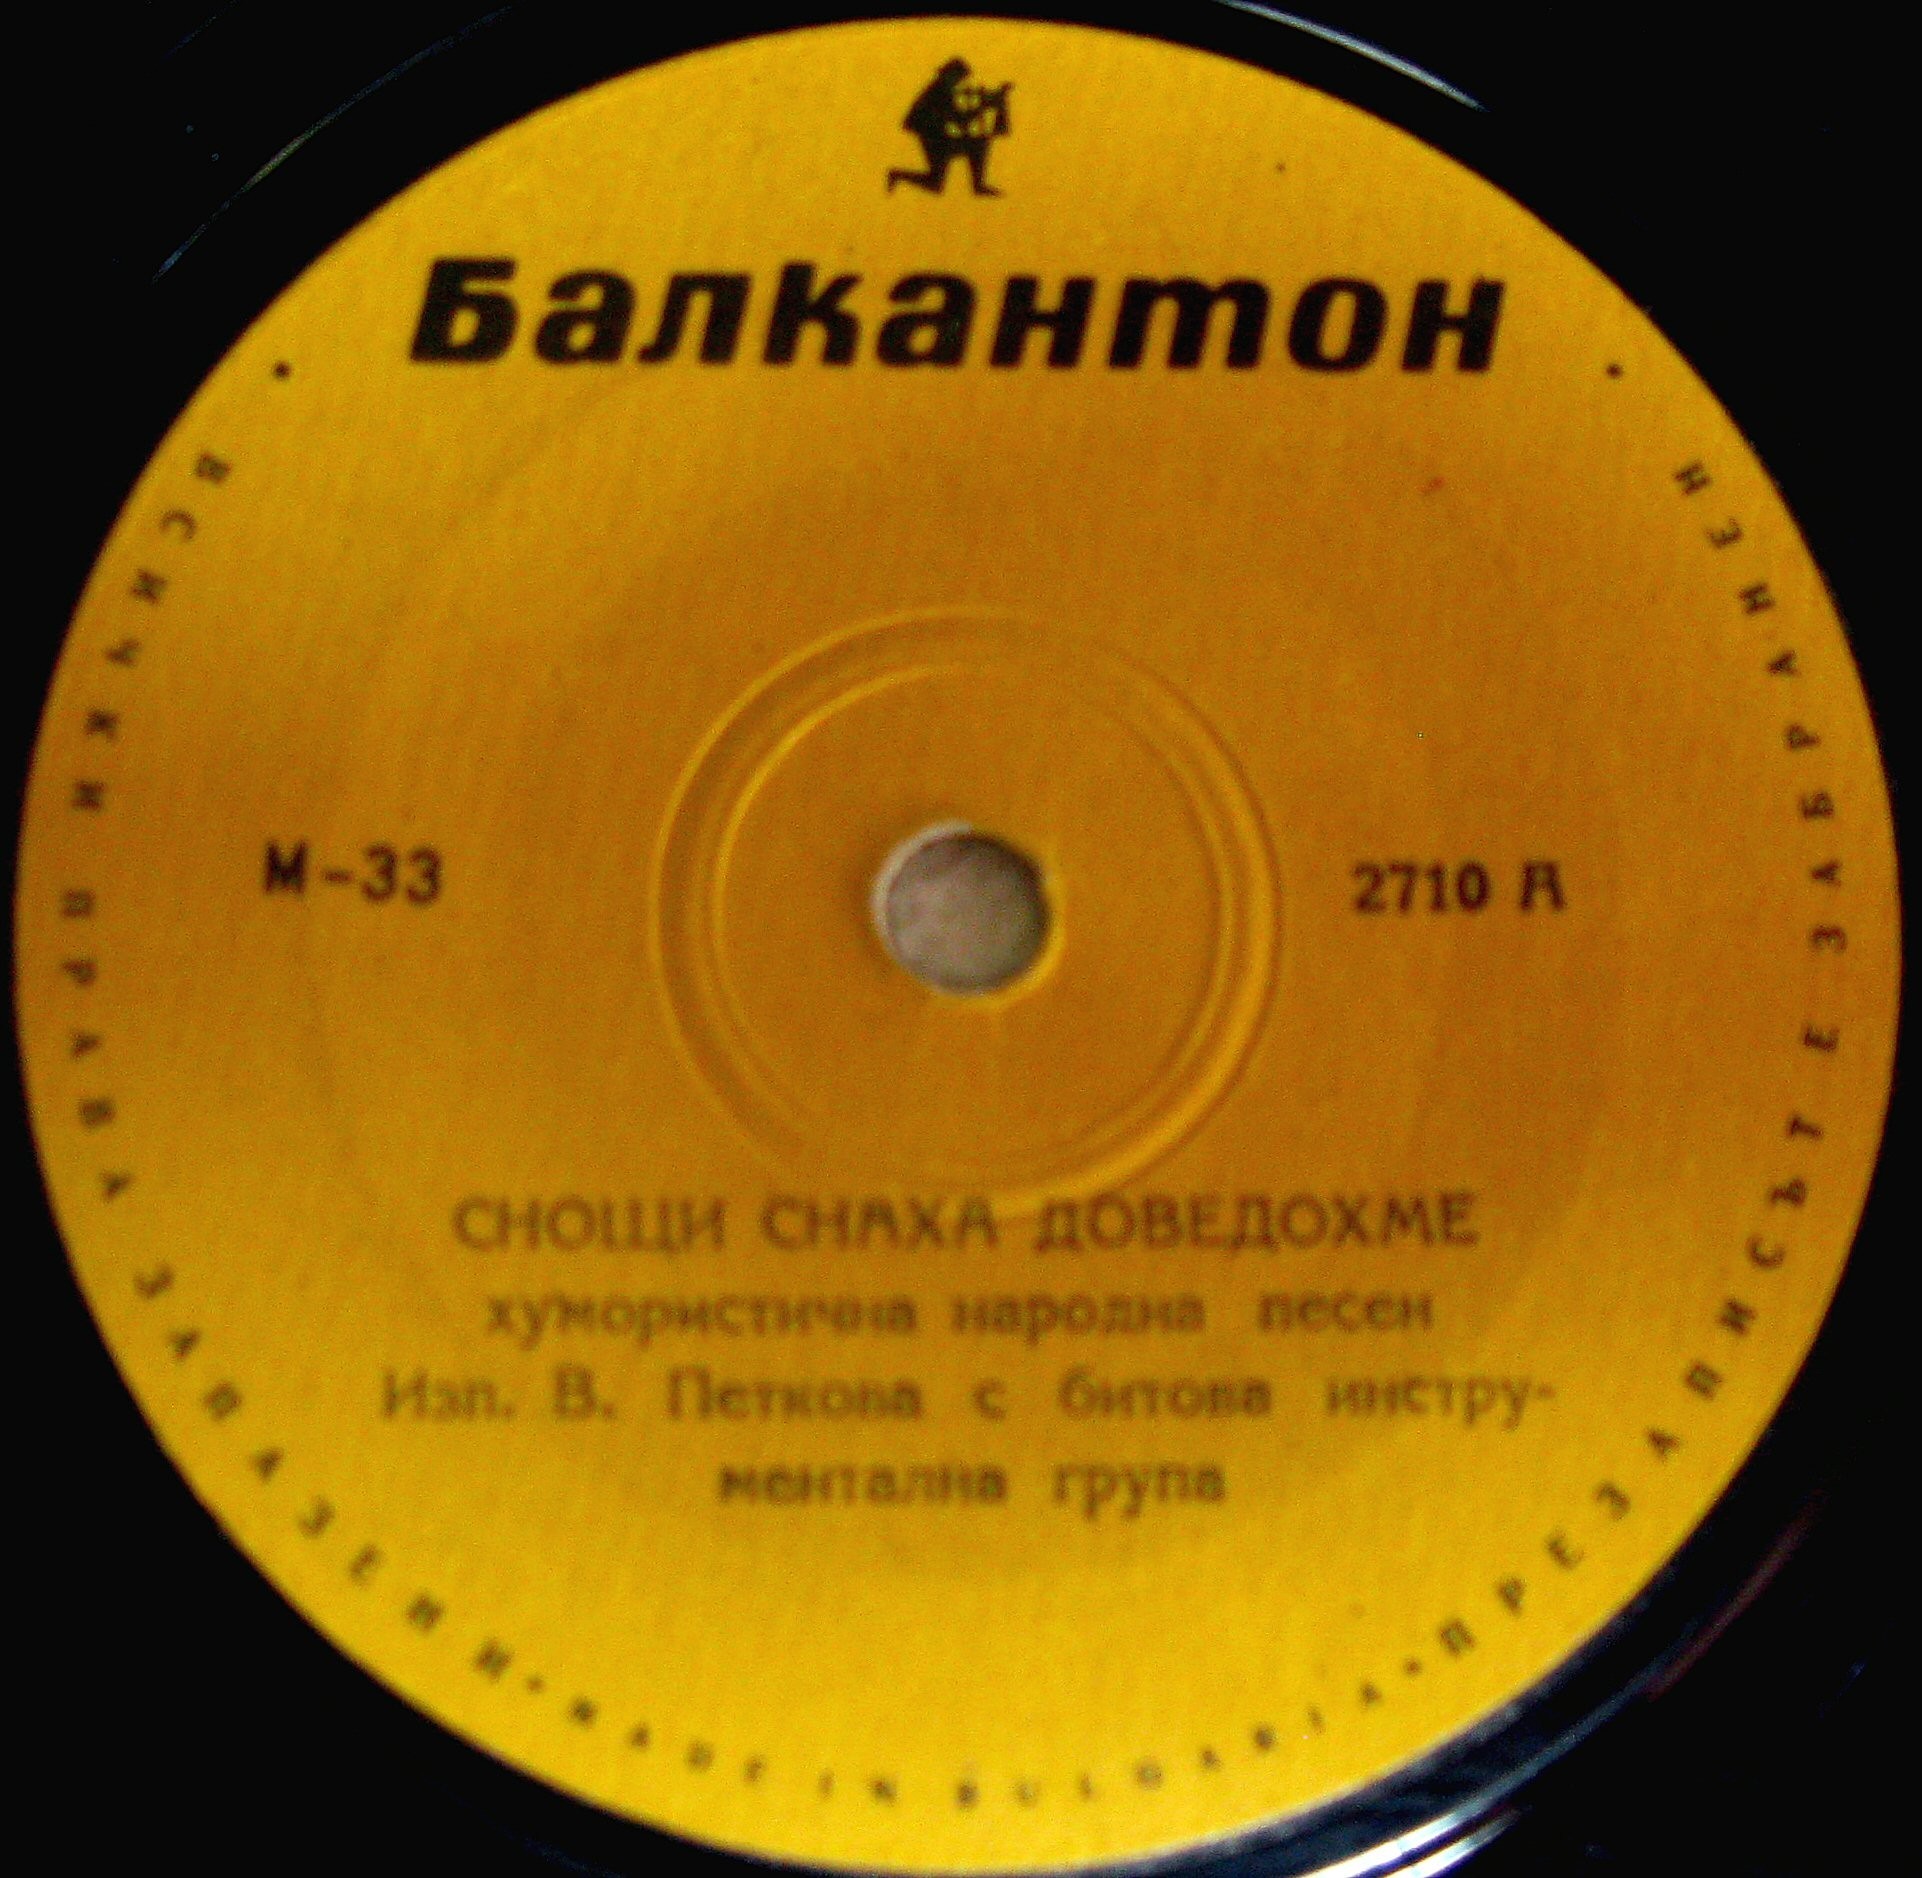 Балкантон
М-33
2710 А
СНОЩИ СНАХА ДОВЕДОХМЕ
хумористична народна песен
Изп. В. Петкова с битова инстру-
ментална група
ВСИЧКИ ПРАВА ЗАПАЗЕНИ • MADE IN BULGARIA • ПРЕЗАПИСЪТ Е ЗАБРАНЕН